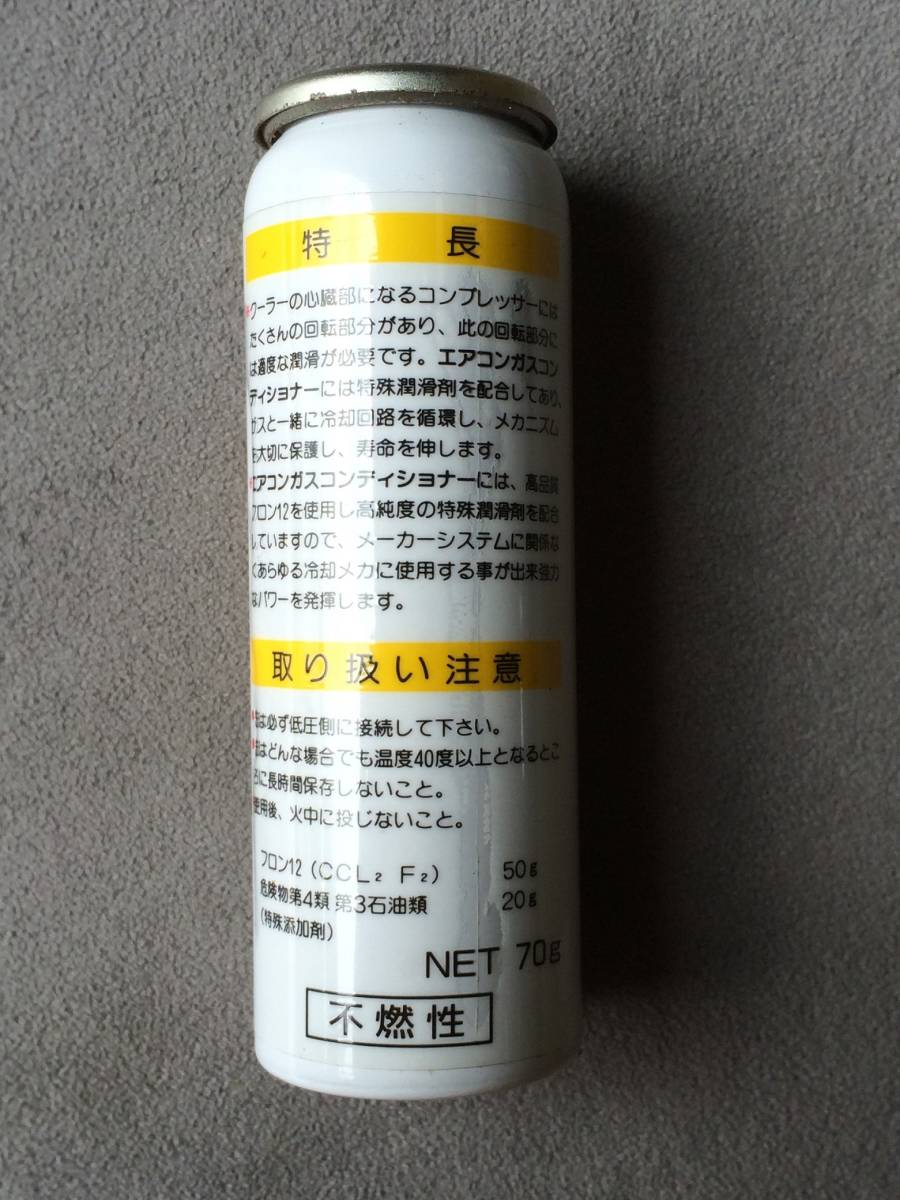 特長
クーラーの心臓部になるコンプレッサーには
たくさんの回転部分があり、此の回転部分に
は適度な潤滑が必要です。エアコンガスコン
ディショナーには特殊潤滑剤を配合してあり、
ガスと一緒に冷却回路を循環し、メカニズム
を大切に保護し、寿命を伸します。
エアコンガスコンディショナーには、高品質
フロン12を使用し高純度の特殊潤滑剤を配合
していますので、メーカーシステムに関係な
くあらゆる冷却メカに使用する事が出来強力
なパワーを発揮します。
取り扱い注意
缶は必ず低圧側に接続して下さい。
缶はどんな場合でも温度40度以上となるとこ
ろに長時間保存しないこと。
使用後、火中に投じないこと。
フロン12 (CCL₂ F₂) 50g
危険物第4類 第3石油類 20g
(特殊添加剤)
NET 70g
不燃性